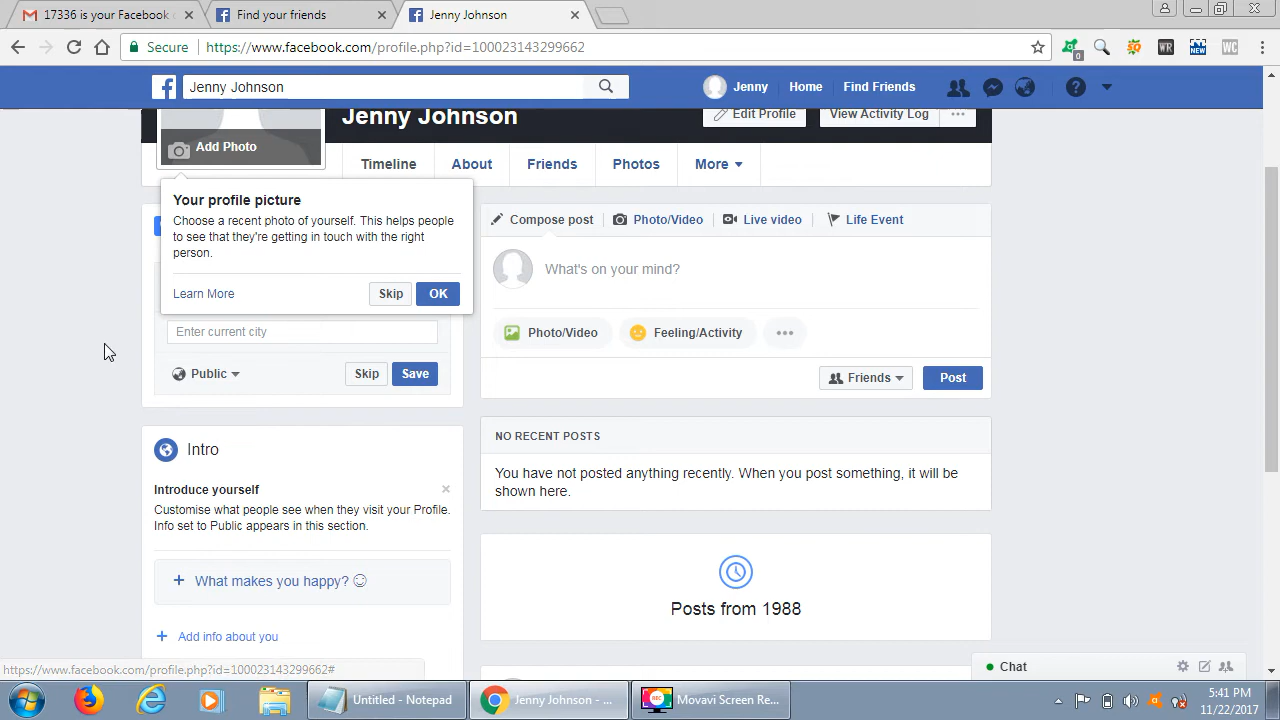 17336 is your Facebook
Find your friends
Jenny Johnson
Secure
https://www.facebook.com/profile.php?id=100023143299662
0
WR
NEW
WC
Jenny Johnson
Jenny
Home
Find Friends
Jenny Johnson
Edit Profile
View Activity Log
Add Photo
Timeline
About
Friends
Photos
More
Your profile picture
Choose a recent photo of yourself. This helps people
to see that they're getting in touch with the right
person.
Learn More
Skip
OK
Enter current city
Public
Skip
Save
Compose post
Photo/Video
Live video
Life Event
What's on your mind?
Photo/Video
Feeling/Activity
Friends
Post
Intro
Introduce yourself
Customise what people see when they visit your Profile.
Info set to Public appears in this section.
+ What makes you happy?
+ Add info about you
NO RECENT POSTS
You have not posted anything recently. When you post something, it will be
shown here.
Posts from 1988
https://www.facebook.com/profile.php?id=100023143299662#
Chat
Untitled - Notepad
Jenny Johnson - ...
REC
Movavi Screen Re...
5:41 PM
11/22/2017